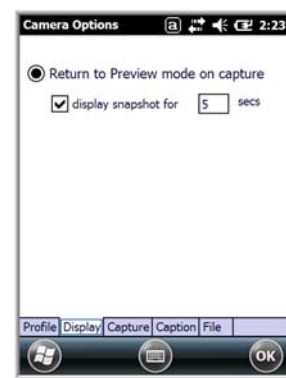 Camera Options a 2:23
Return to Preview mode on capture
display snapshot for 5 secs
Profile Display Capture Caption File
OK